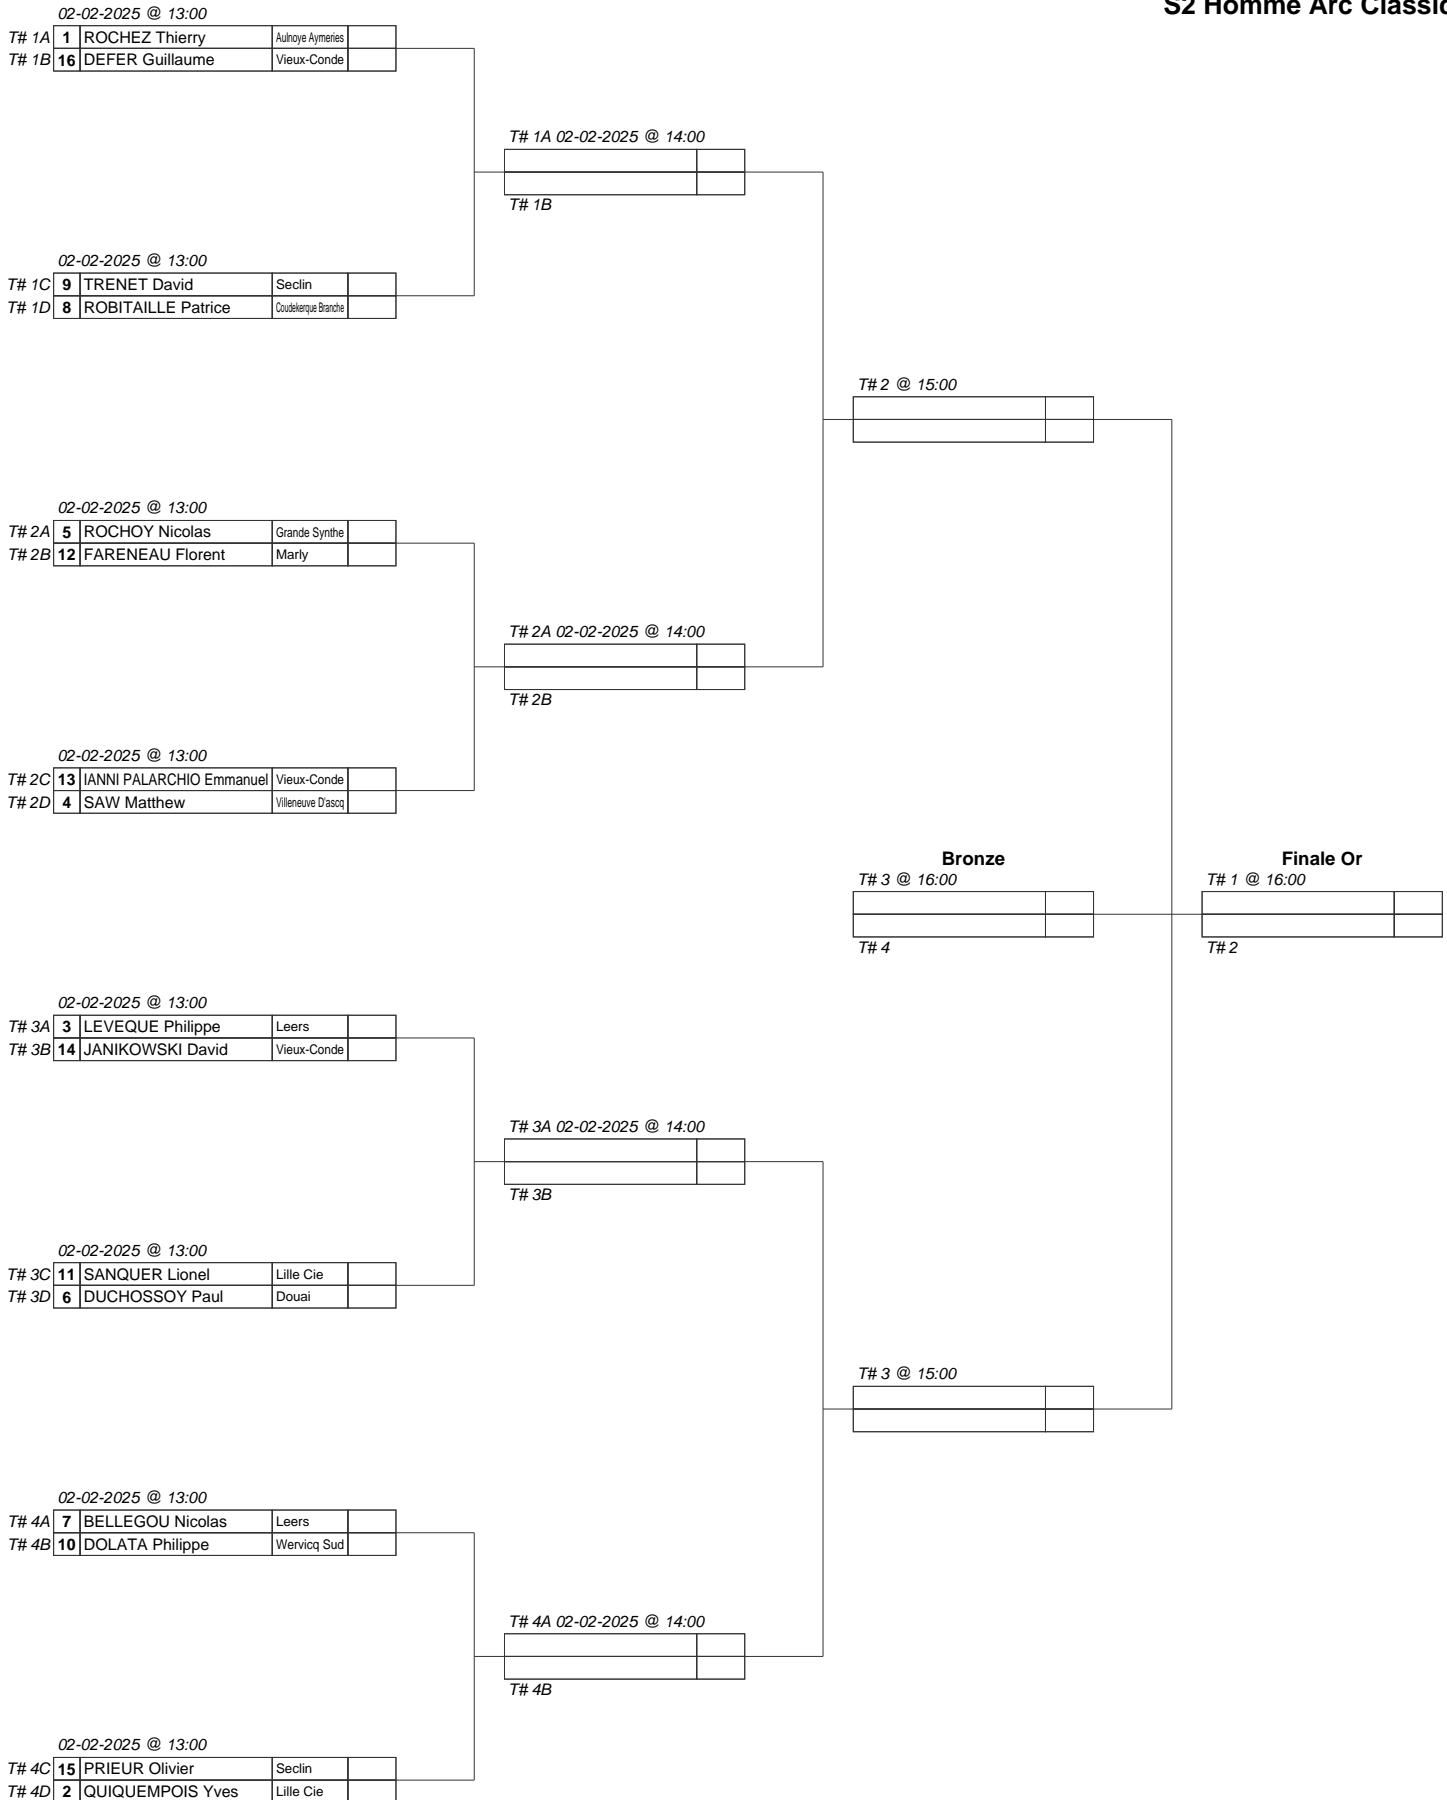 S2 Homme Arc Classic
02-02-2025 @ 13:00
T# 1A 1 ROCHEZ Thierry Aulnoye Aymeries
T# 1B 16 DEFER Guillaume Vieux-Conde
T# 1A 02-02-2025 @ 14:00
T# 1B
02-02-2025 @ 13:00
T# 1C 9 TRENET David Seclin
T# 1D 8 ROBITAILLE Patrice Coudekerque Branche
T# 2 @ 15:00
02-02-2025 @ 13:00
T# 2A 5 ROCHOY Nicolas Grande Synthe
T# 2B 12 FARENEAU Florent Marly
T# 2A 02-02-2025 @ 14:00
T# 2B
02-02-2025 @ 13:00
T# 2C 13 IANNI PALARCHIO Emmanuel Vieux-Conde
T# 2D 4 SAW Matthew Villeneuve D'ascq
Bronze Finale Or
T# 3 @ 16:00 T# 1 @ 16:00
T# 4 T# 2
02-02-2025 @ 13:00
T# 3A 3 LEVEQUE Philippe Leers
T# 3B 14 JANIKOWSKI David Vieux-Conde
T# 3A 02-02-2025 @ 14:00
T# 3B
02-02-2025 @ 13:00
T# 3C 11 SANQUER Lionel Lille Cie
T# 3D 6 DUCHOSSOY Paul Douai
T# 3 @ 15:00
02-02-2025 @ 13:00
T# 4A 7 BELLEGOU Nicolas Leers
T# 4B 10 DOLATA Philippe Wervicq Sud
T# 4A 02-02-2025 @ 14:00
T# 4B
02-02-2025 @ 13:00
T# 4C 15 PRIEUR Olivier Seclin
T# 4D 2 QUIQUEMPOIS Yves Lille Cie